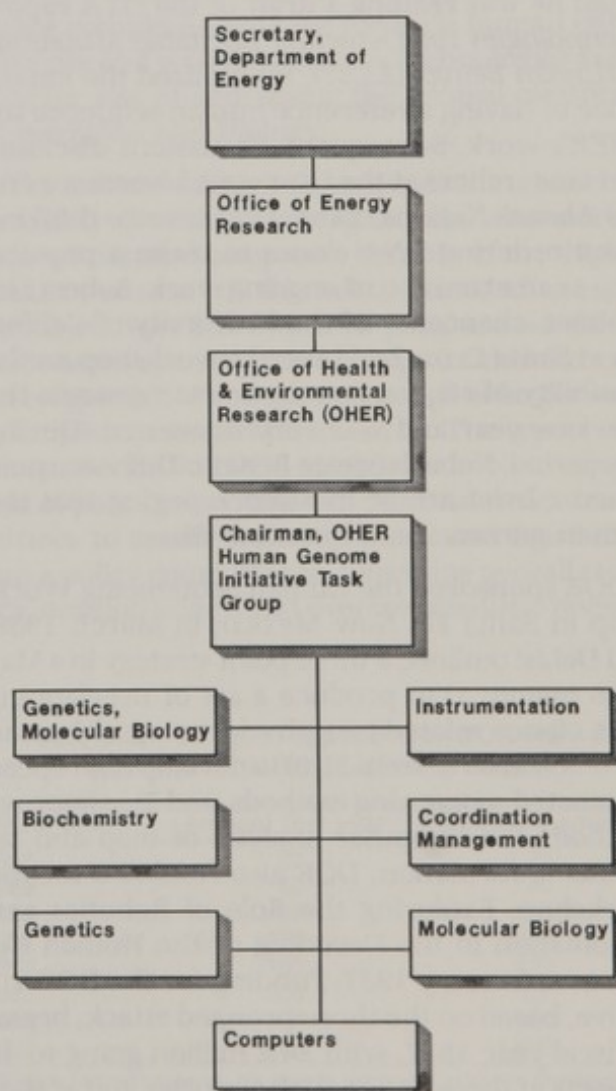 Secretary,
Department of
Energy
Office of Energy
Research
Office of Health
& Environmental
Research (OHER)
Chairman, OHER
Human Genome
Initiative Task
Group
Genetics,
Molecular Biology
Instrumentation
Biochemistry
Coordination
Management
Genetics
Molecular Biology
Computers